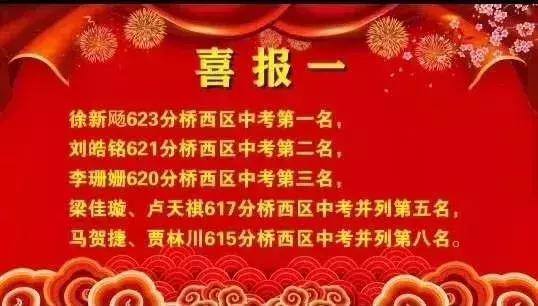 喜报一
徐新飏623分桥西区中考第一名，
刘皓铭621分桥西区中考第二名，
李珊姗620分桥西区中考第三名，
梁佳璇、卢天祺617分桥西区中考并列第五名，
马贺捷、贾林川615分桥西区中考并列第八名。